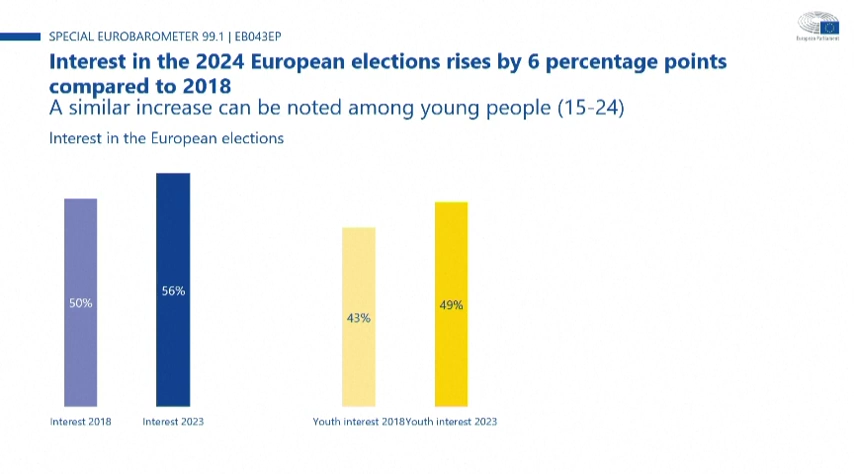 SPECIAL EUROBAROMETER 99.1 | EB043EP
European Parliament
Interest in the 2024 European elections rises by 6 percentage points
compared to 2018
A similar increase can be noted among young people (15-24)
Interest in the European elections
50%
56%
43%
49%
Interest 2018
Interest 2023
Youth interest 2018
Youth interest 2023